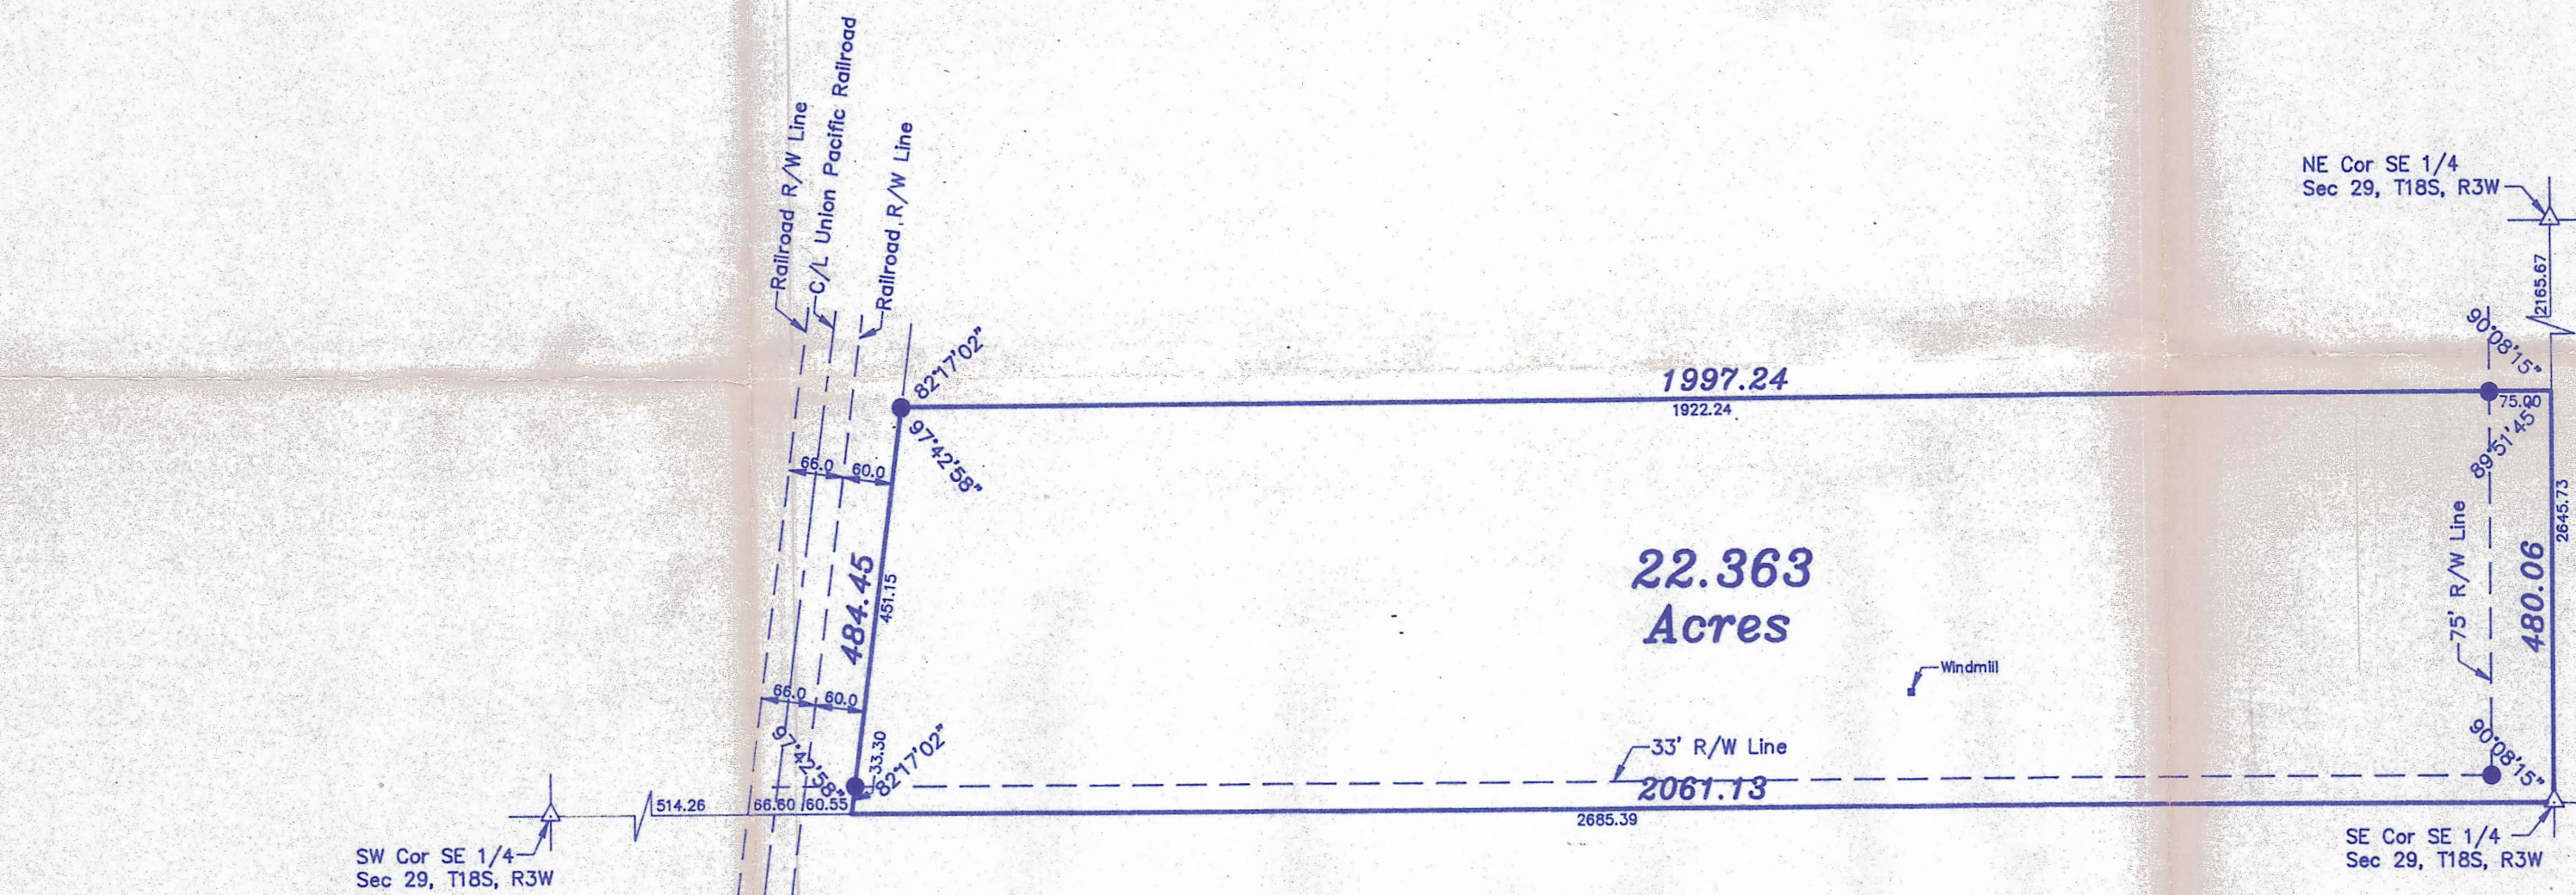 Railroad R/W Line
C/L Union Pacific Railroad
Railroad R/W Line
NE Cor SE 1/4
Sec 29, T18S, R3W
2165.67
82°17'02"
97°42'58"
1997.24
1922.24
90°08'15"
75.00
89°51'45"
66.0
60.0
484.45
451.15
22.363
Acres
75' R/W Line
480.06
2645.73
Windmill
66.0
60.0
97°42'58"
33.30
82°17'02"
33' R/W Line
2061.13
90°08'15"
514.26
66.60
60.55
2685.39
SW Cor SE 1/4
Sec 29, T18S, R3W
SE Cor SE 1/4
Sec 29, T18S, R3W